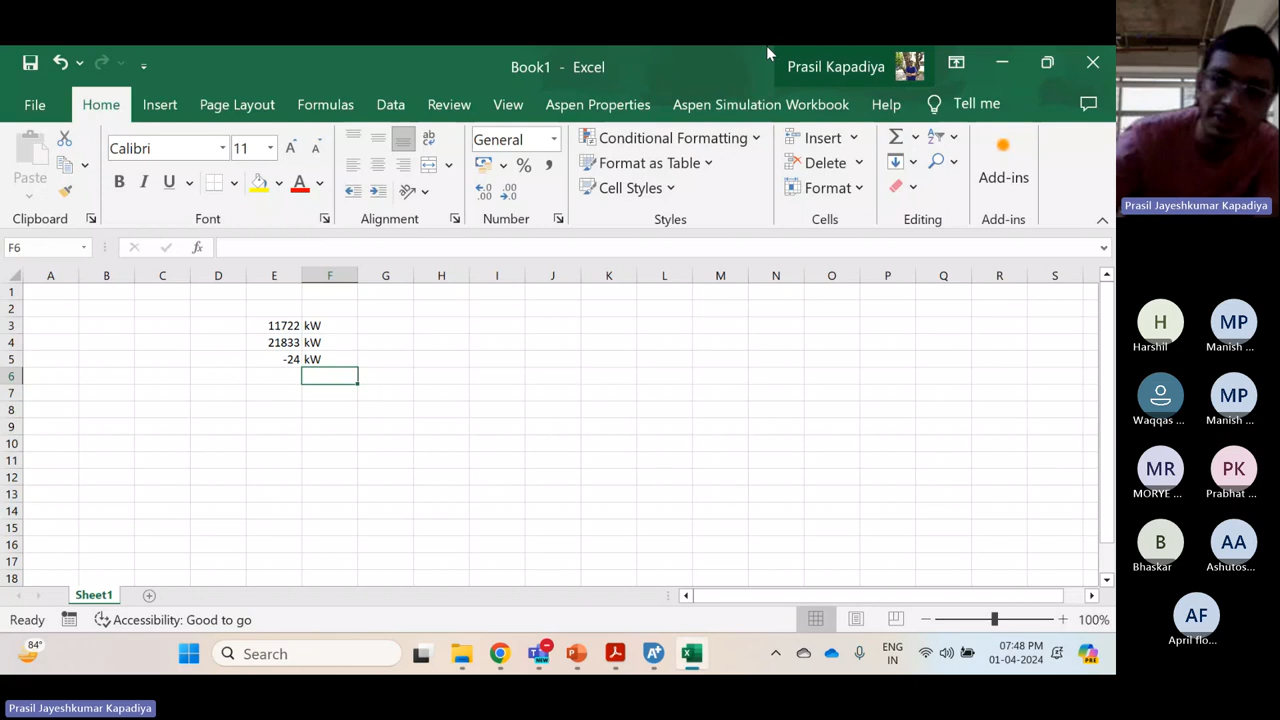 Book1 - Excel
Prasil Kapadiya
File Home Insert Page Layout Formulas Data Review View Aspen Properties Aspen Simulation Workbook Help Tell me
Paste
Calibri 11
General
Conditional Formatting
Format as Table
Cell Styles
Insert
Delete
Format
Add-ins
Clipboard Font Alignment Number Styles Cells Editing Add-ins
F6
A B C D E F G H I J K L M N O P Q R S
1
2
3 11722 kW
4 21833 kW
5 -24 kW
6
7
8
9
10
11
12
13
14
15
16
17
18
Sheet1
Ready Accessibility: Good to go 100%
84°
Search
NEW
ENG
IN
07:48 PM
01-04-2024
PRE
Prasil Jayeshkumar Kapadiya
H
Harshil
MP
Manish ...
Waqqas ...
MP
Manish ...
MR
MORYE ...
PK
Prabhat ...
B
Bhaskar
AA
Ashutos...
AF
April flo...
Prasil Jayeshkumar Kapadiya